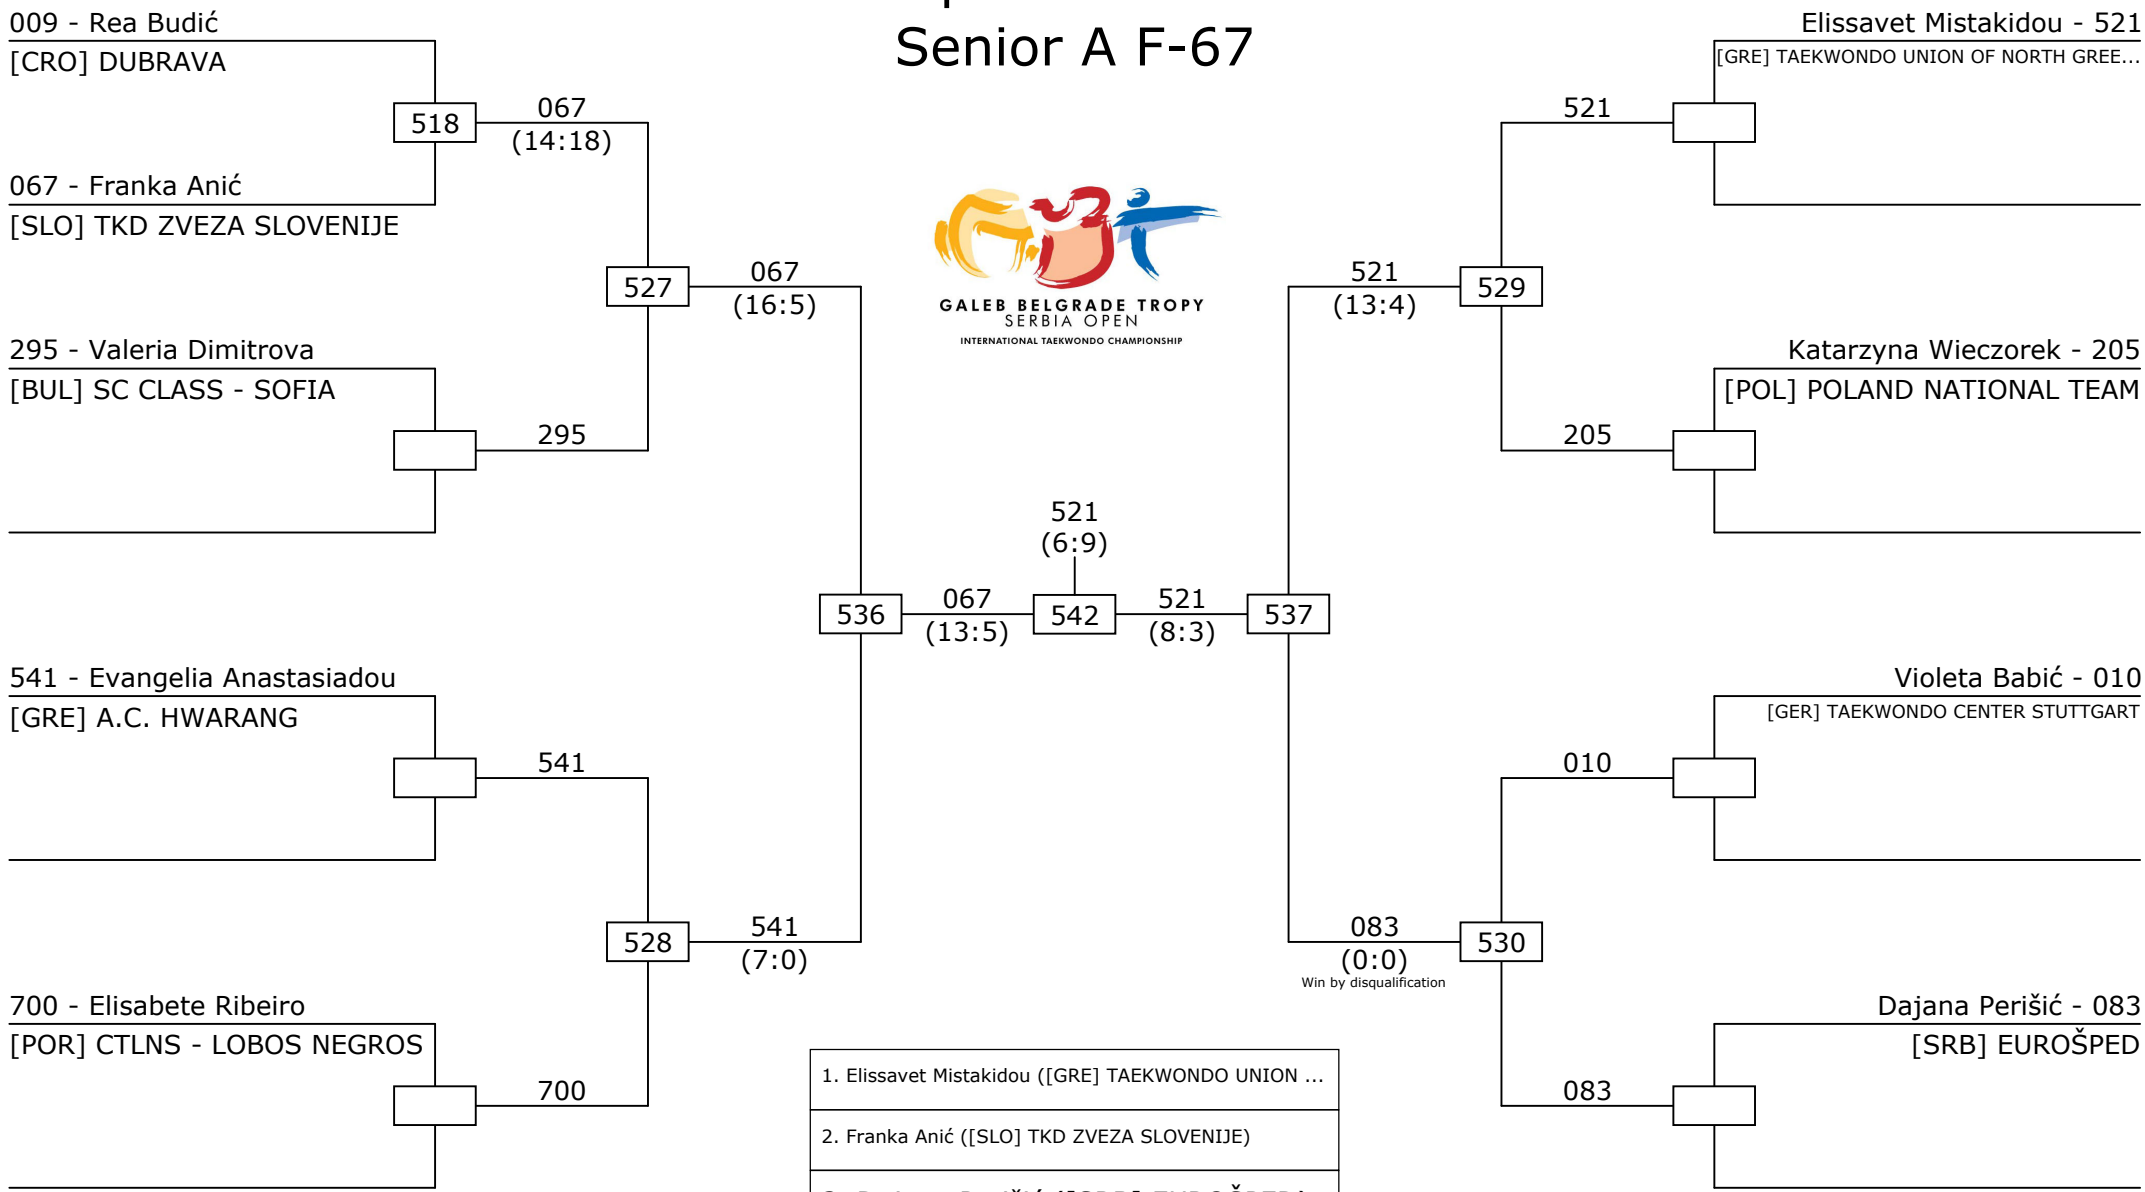 Senior A F-67
009 - Rea Budić
[CRO] DUBRAVA
518
067
(14:18)
067 - Franka Anić
[SLO] TKD ZVEZA SLOVENIJE
527
067
(16:5)
295 - Valeria Dimitrova
[BUL] SC CLASS - SOFIA
295
541 - Evangelia Anastasiadou
[GRE] A.C. HWARANG
541
528
541
(7:0)
700 - Elisabete Ribeiro
[POR] CTLNS - LOBOS NEGROS
700
GALEB BELGRADE TROPY
SERBIA OPEN
INTERNATIONAL TAEKWONDO CHAMPIONSHIP
521
(6:9)
536
067
(13:5)
542
521
(8:3)
537
Elissavet Mistakidou - 521
[GRE] TAEKWONDO UNION OF NORTH GREE...
521
521
(13:4)
529
Katarzyna Wieczorek - 205
[POL] POLAND NATIONAL TEAM
205
Violeta Babić - 010
[GER] TAEKWONDO CENTER STUTTGART
010
083
(0:0)
Win by disqualification
530
Dajana Perišić - 083
[SRB] EUROŠPED
083
1. Elissavet Mistakidou ([GRE] TAEKWONDO UNION ...
2. Franka Anić ([SLO] TKD ZVEZA SLOVENIJE)